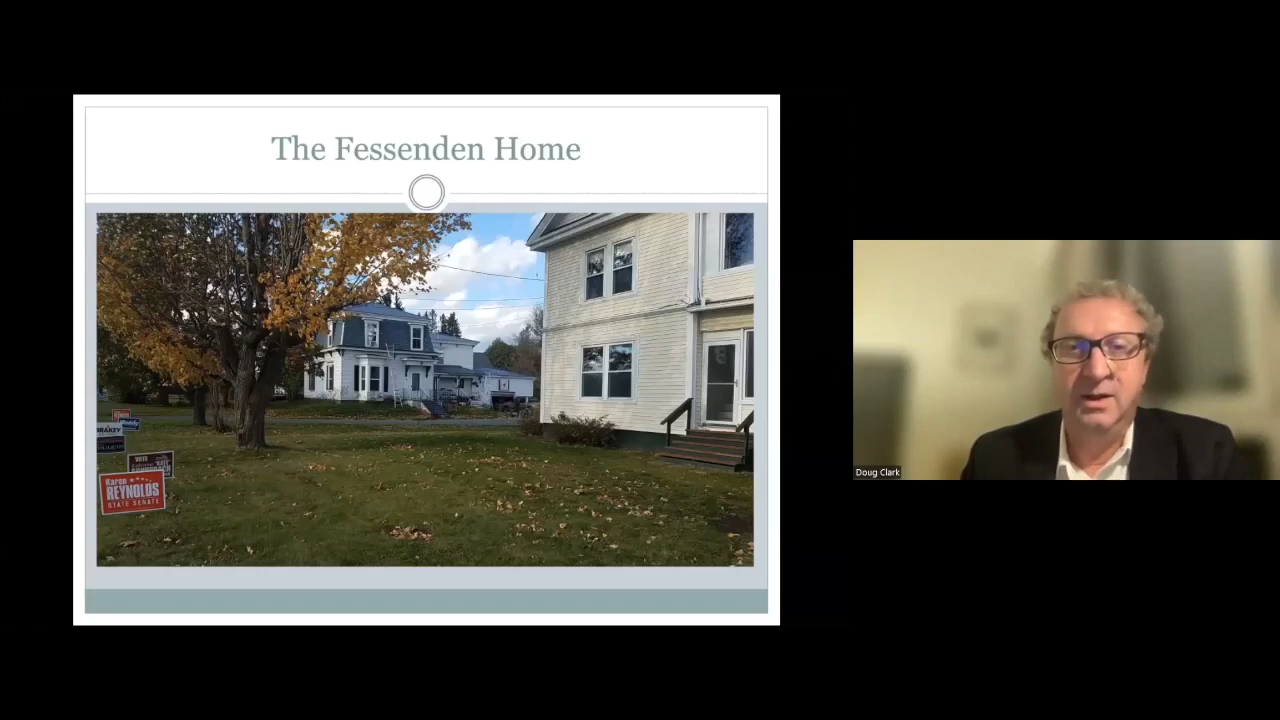 The Fessenden Home
VOTE
Karen
REYNOLDS
STATE SENATE
Doug Clark